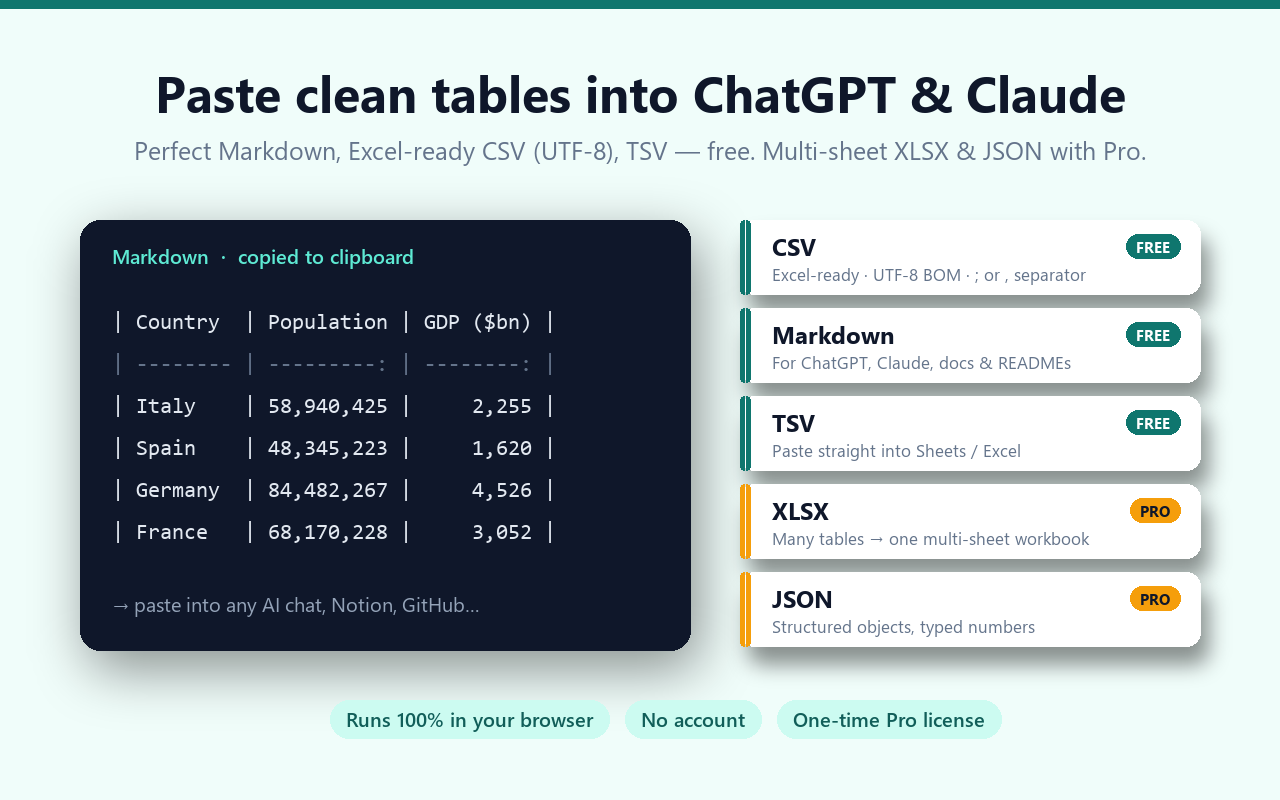 Paste clean tables into ChatGPT & Claude
Perfect Markdown, Excel-ready CSV (UTF-8), TSV — free. Multi-sheet XLSX & JSON with Pro.
Markdown · copied to clipboard
| Country  | Population | GDP ($bn) |
| -------- | ---------: | --------: |
| Italy    | 58,940,425 |     2,255 |
| Spain    | 48,345,223 |     1,620 |
| Germany  | 84,482,267 |     4,526 |
| France   | 68,170,228 |     3,052 |
→ paste into any AI chat, Notion, GitHub...
CSV FREE
Excel-ready · UTF-8 BOM · ; or , separator
Markdown FREE
For ChatGPT, Claude, docs & READMEs
TSV FREE
Paste straight into Sheets / Excel
XLSX PRO
Many tables → one multi-sheet workbook
JSON PRO
Structured objects, typed numbers
Runs 100% in your browser No account One-time Pro license